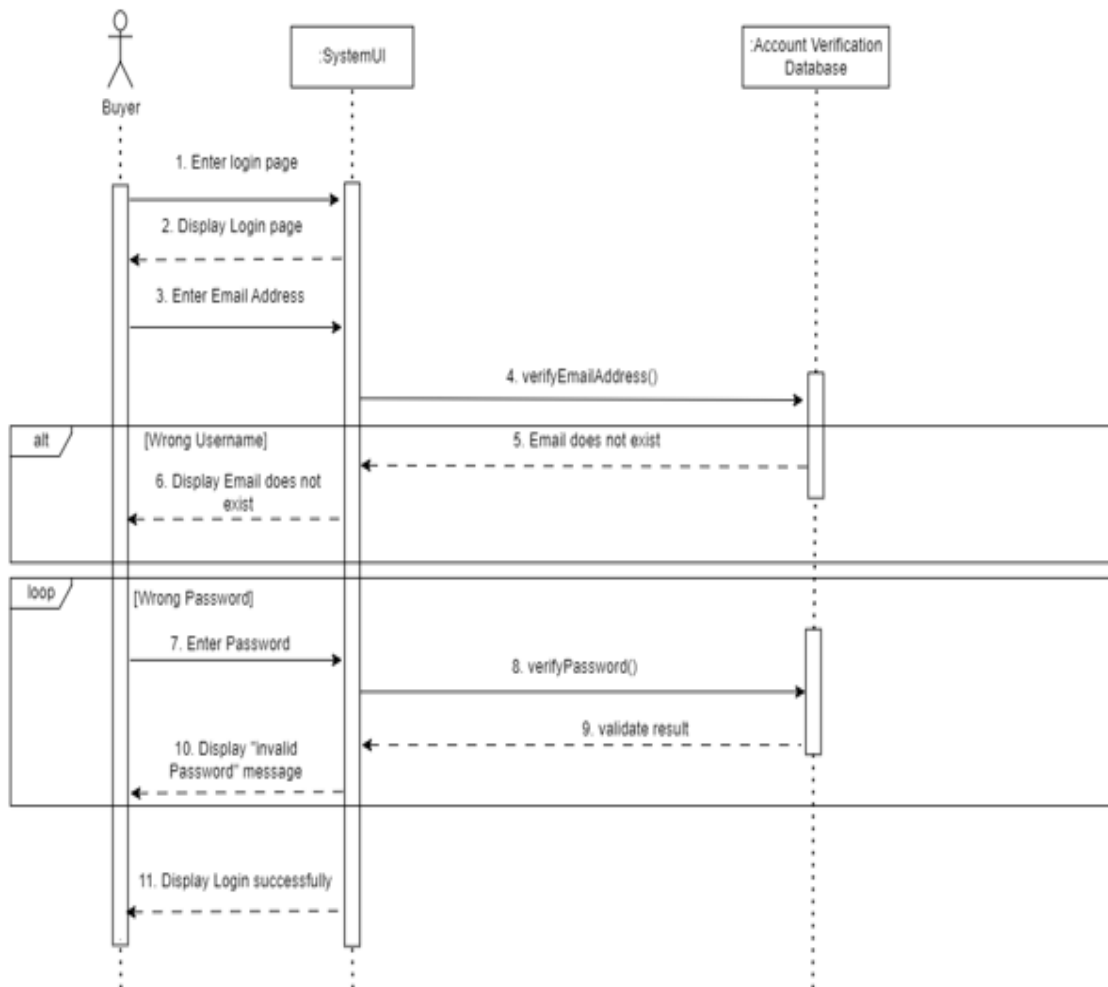 :SystemUI
:Account Verification
Database
Buyer
1. Enter login page
2. Display Login page
3. Enter Email Address
4. verifyEmailAddress()
alt
[Wrong Username]
5. Email does not exist
6. Display Email does not
exist
loop
[Wrong Password]
7. Enter Password
8. verifyPassword()
9. validate result
10. Display "invalid
Password" message
11. Display Login successfully